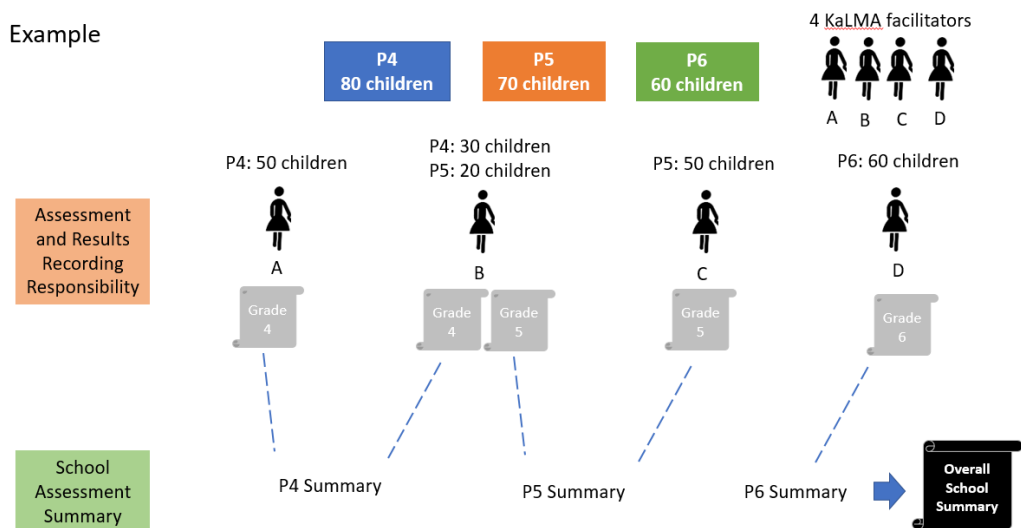 Example
4 KaLMA facilitators
P4
80 children
P5
70 children
P6
60 children
A
B
C
D
P4: 50 children
P4: 30 children
P5: 20 children
P5: 50 children
P6: 60 children
Assessment
and Results
Recording
Responsibility
A
B
C
D
Grade
4
Grade
4
Grade
5
Grade
5
Grade
6
School
Assessment
Summary
P4 Summary
P5 Summary
P6 Summary
Overall
School
Summary